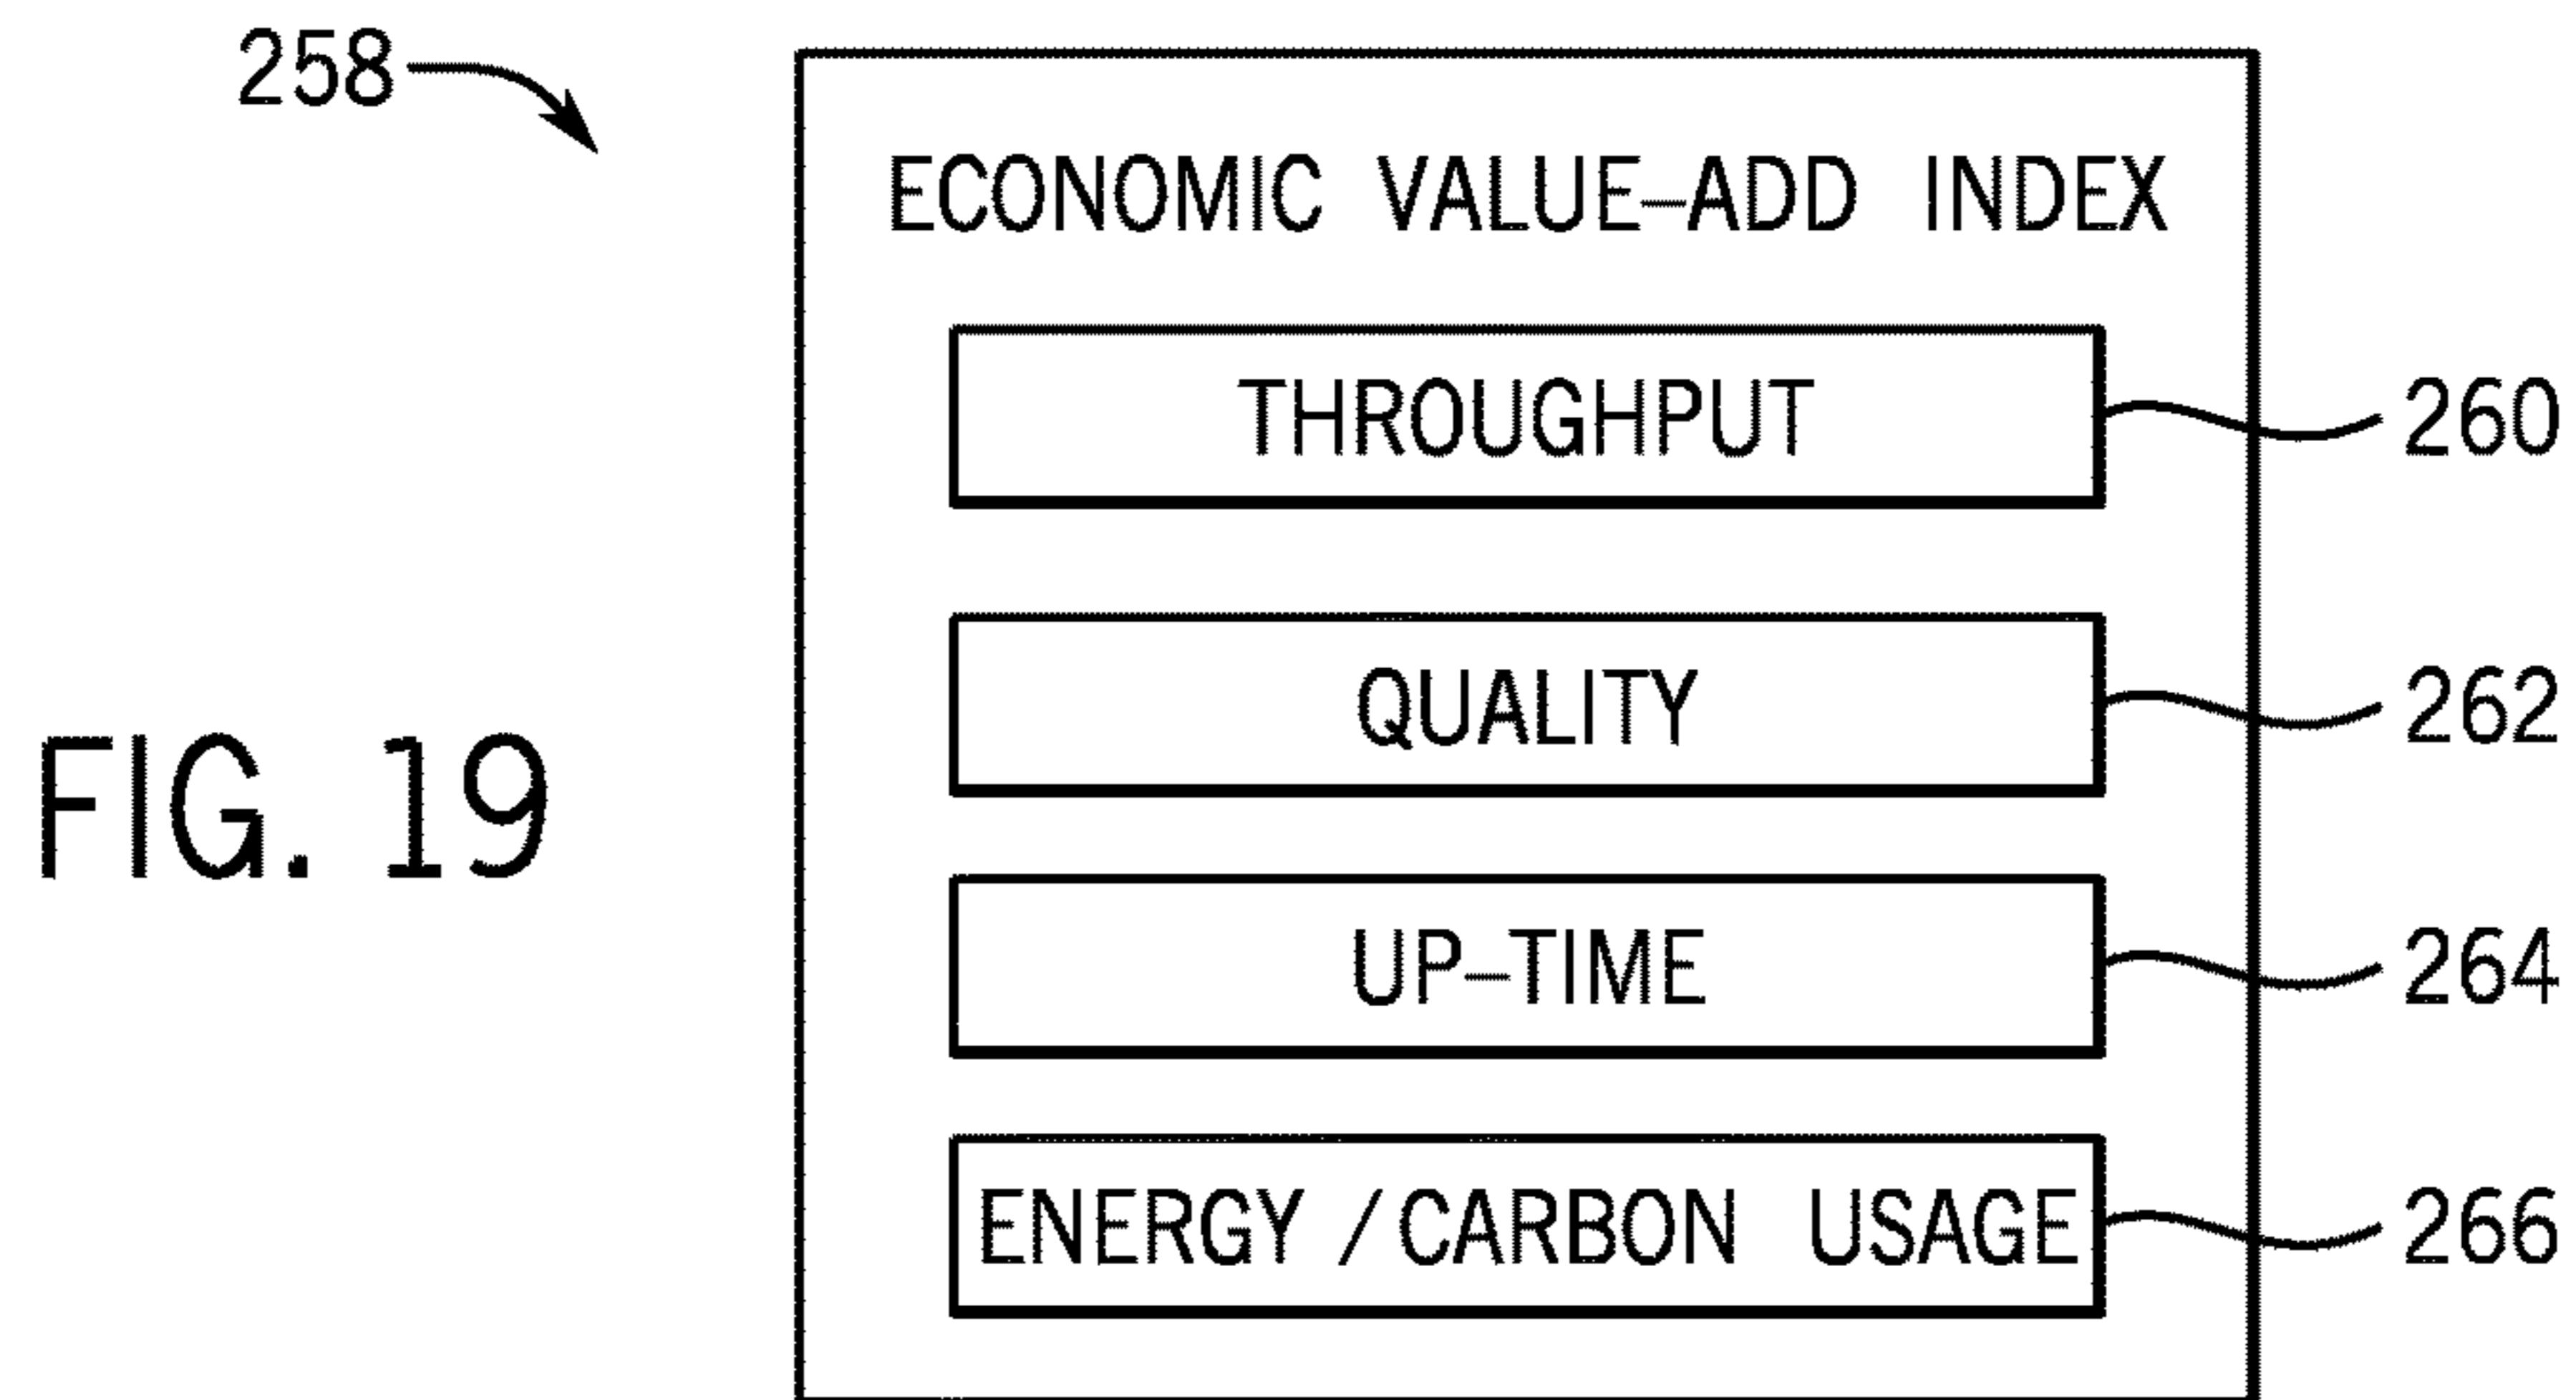 258
ECONOMIC VALUE-ADD INDEX
THROUGHPUT
260
QUALITY
262
FIG. 19
UP-TIME
264
ENERGY/CARBON USAGE
266